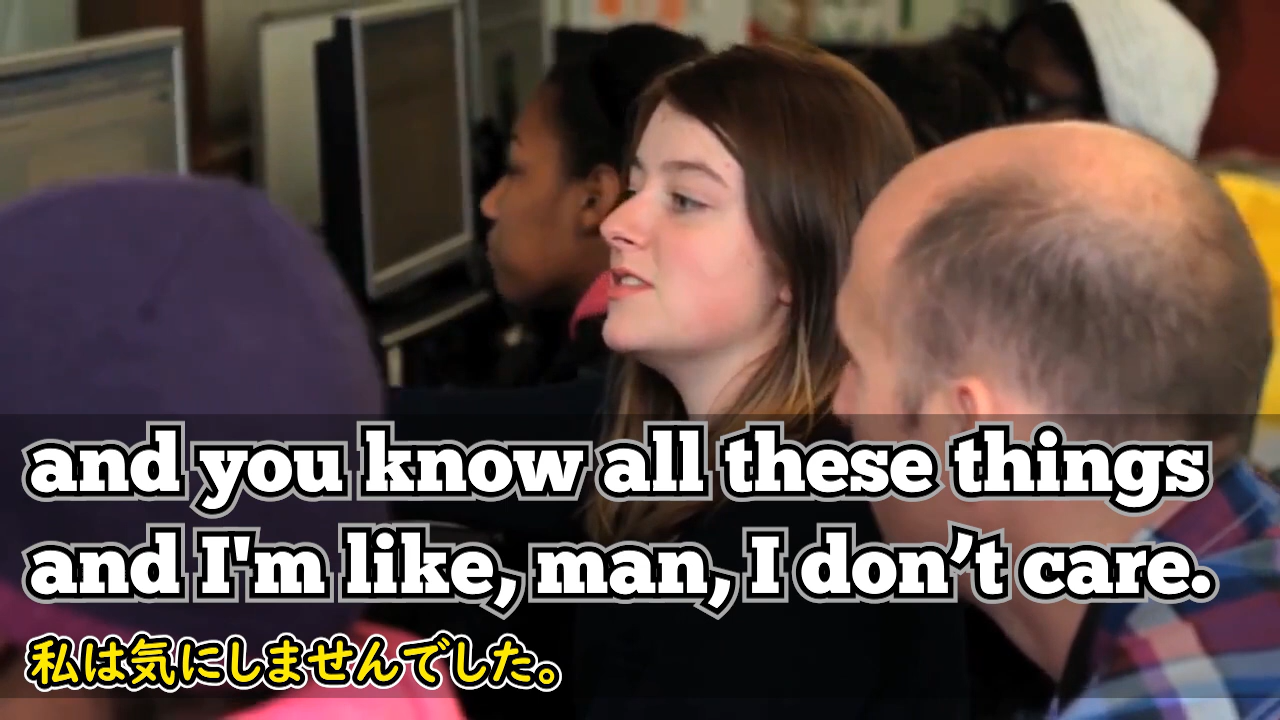 and you know all these things
and I'm like, man, I don’t care.
私は気にしませんでした。